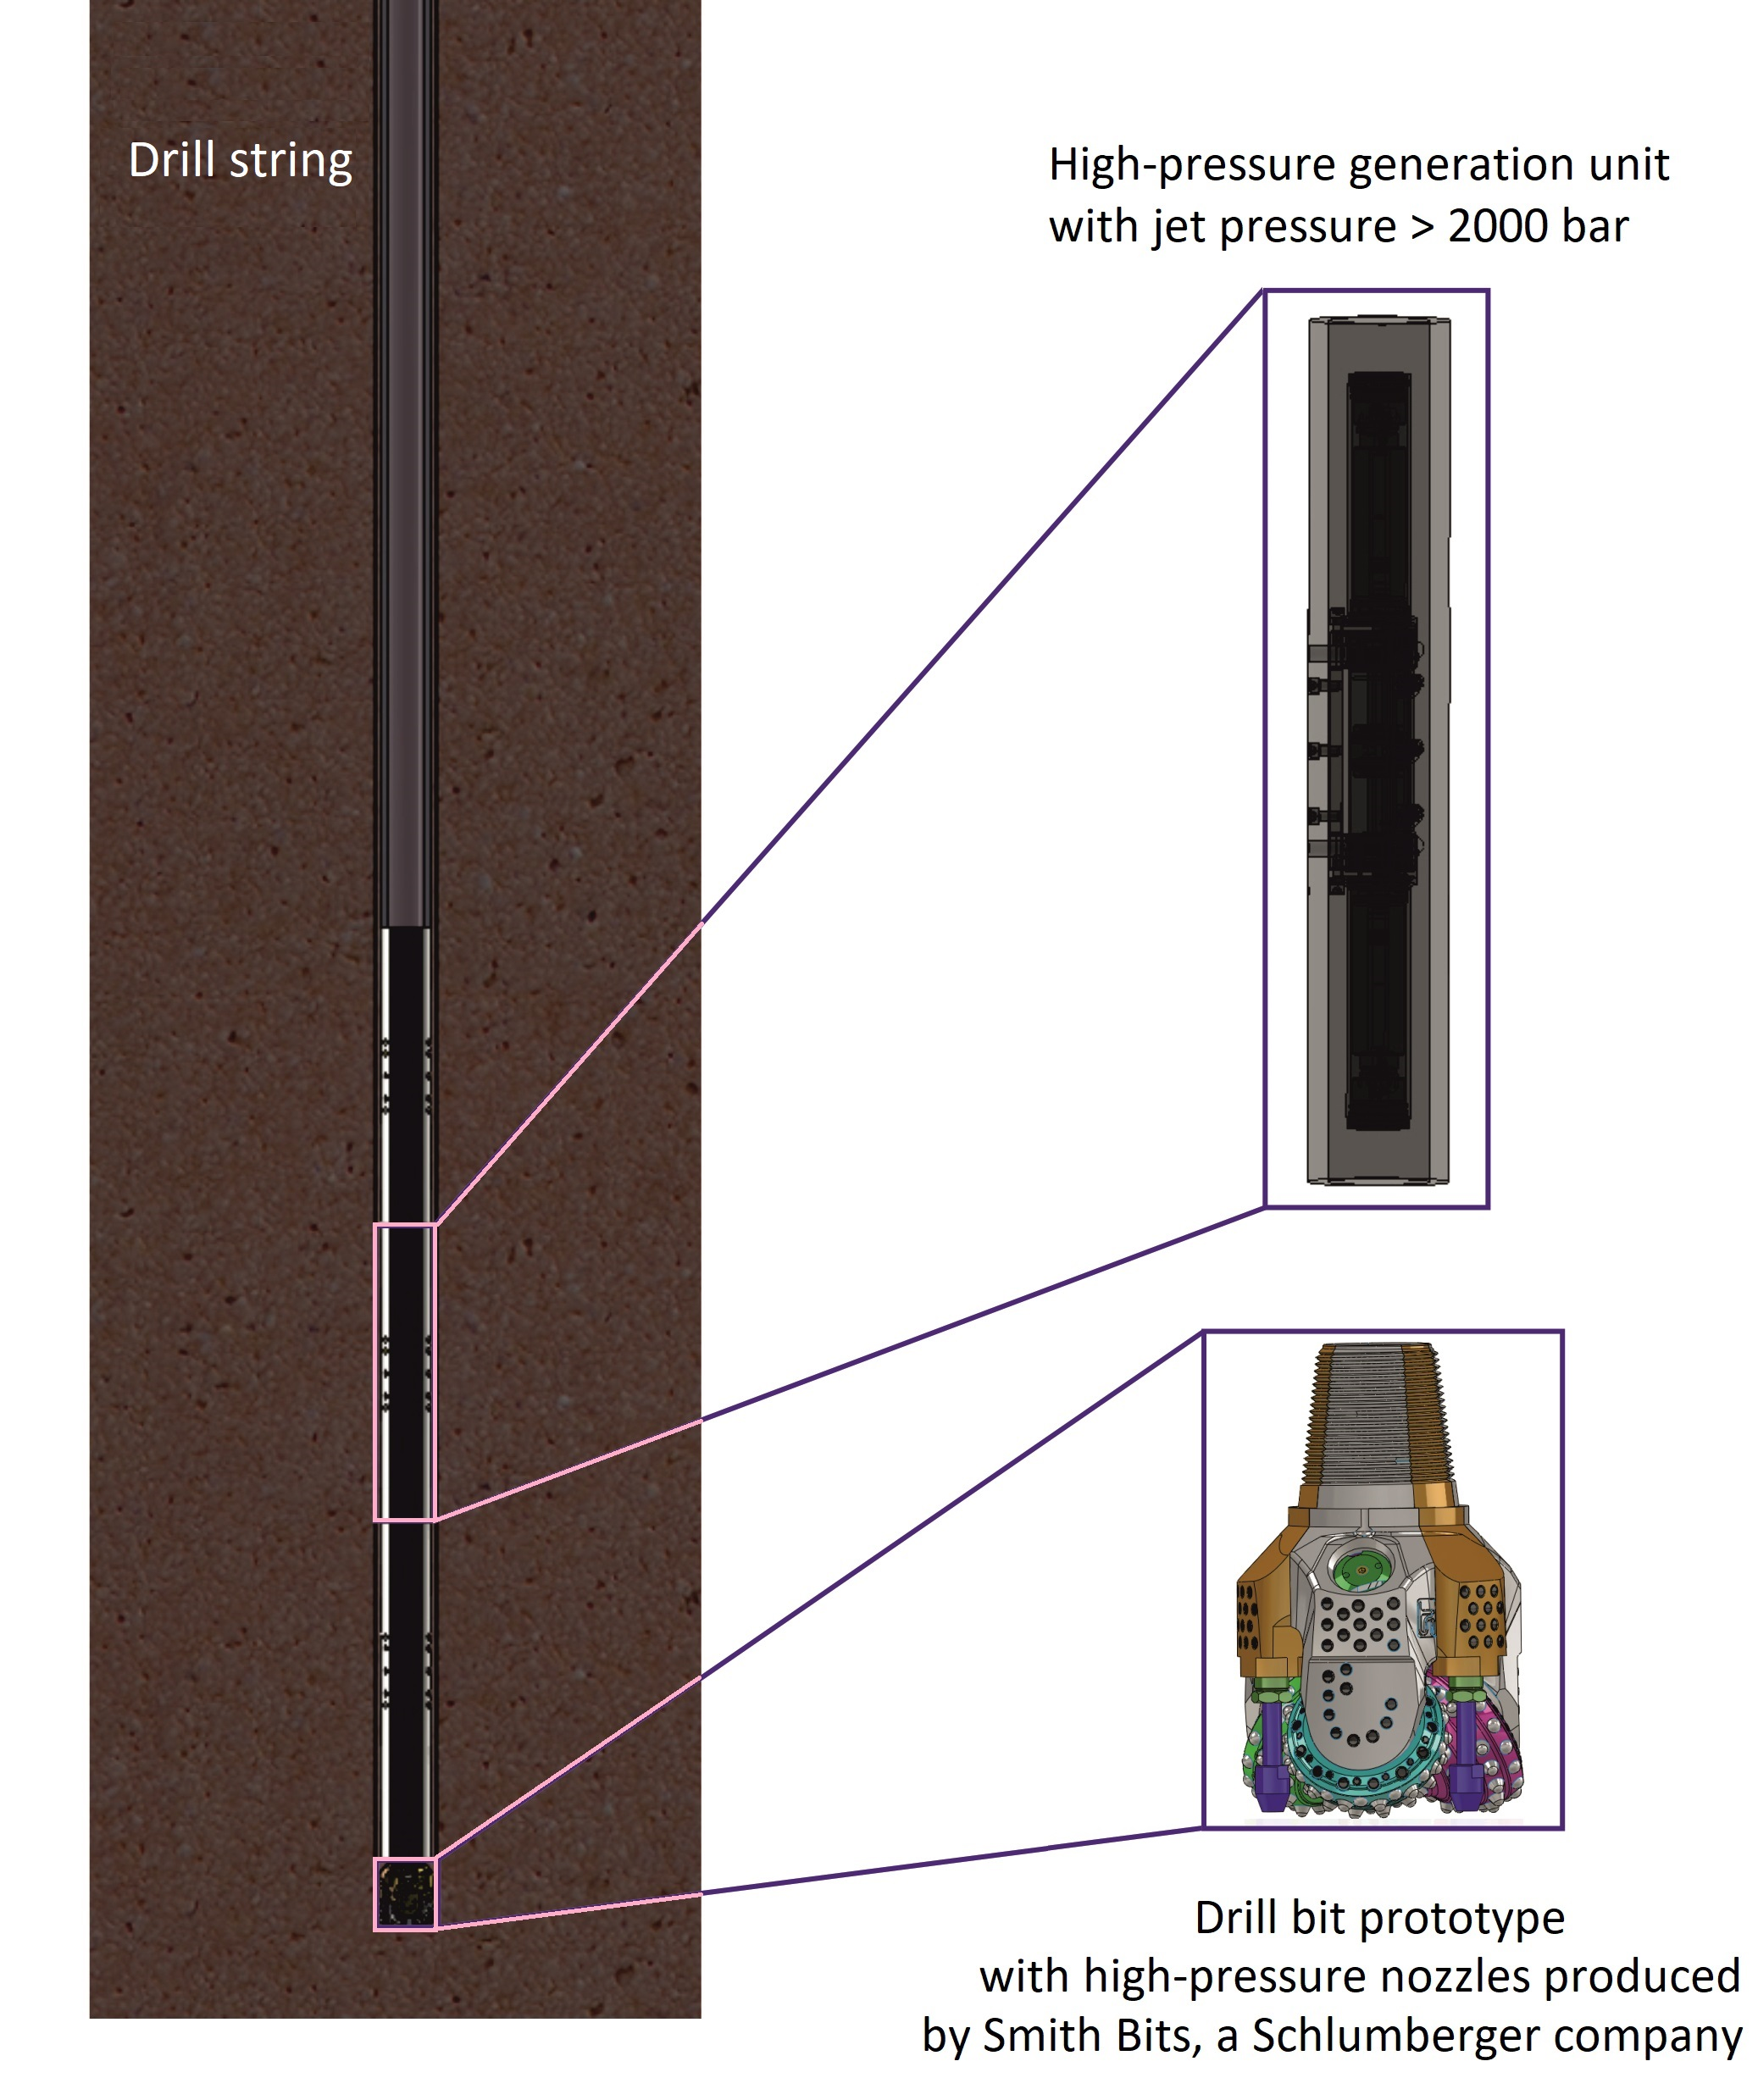 Drill string
High-pressure generation unit
with jet pressure > 2000 bar
Drill bit prototype
with high-pressure nozzles produced
by Smith Bits, a Schlumberger company